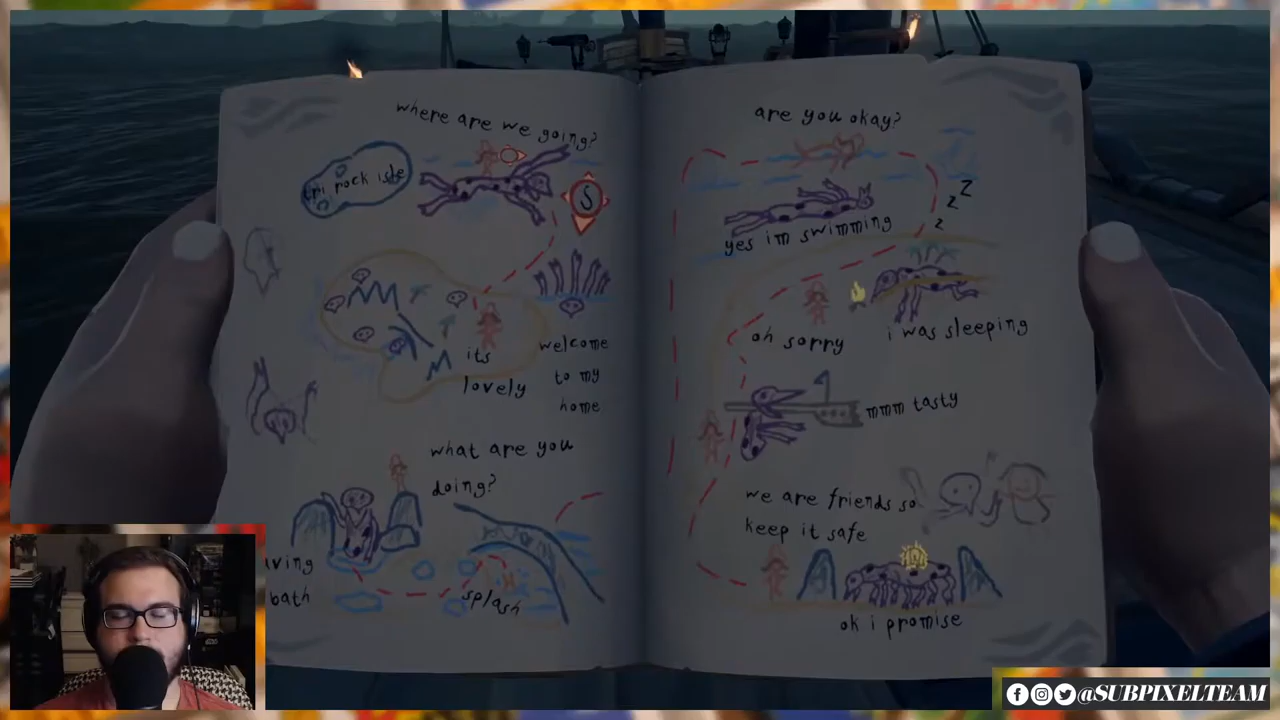 where are we going?
tri rock isle
S
its
lovely
welcome
to my
home
what are you
doing?
aving
bath
splash
are you okay?
z
z
z
yes im swimming
oh sorry
i was sleeping
mmm tasty
we are friends so
keep it safe
ok i promise
@SUBPIXELTEAM